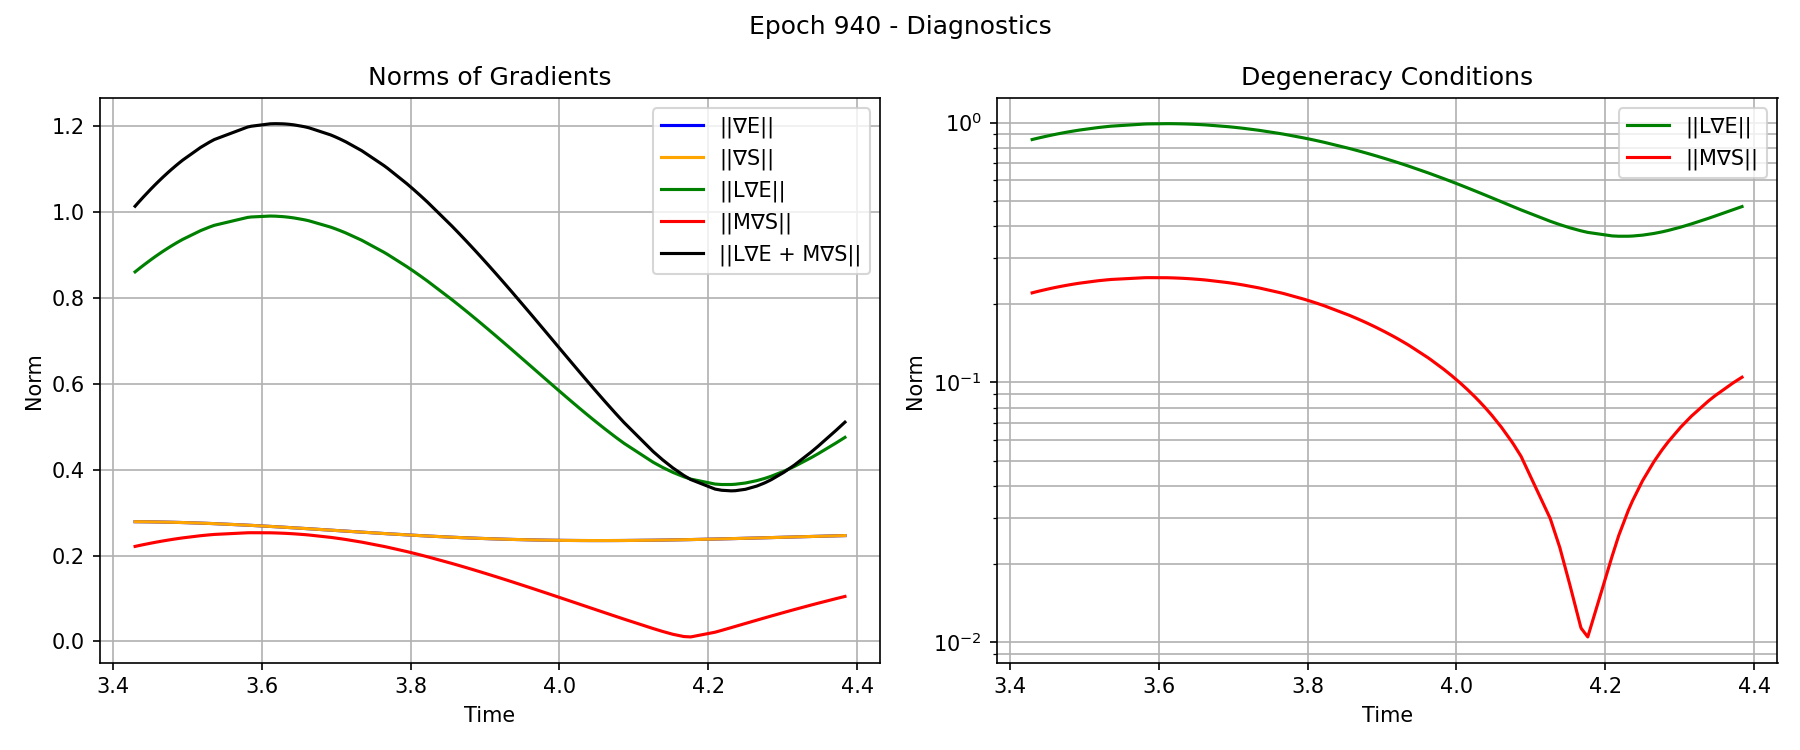 Epoch 940 - Diagnostics
Norms of Gradients
Norm
1.2
1.0
0.8
0.6
0.4
0.2
0.0
||∇E||
||∇S||
||L∇E||
||M∇S||
||L∇E + M∇S||
3.4 3.6 3.8 4.0 4.2 4.4
Time
Degeneracy Conditions
Norm
10⁰
10⁻¹
10⁻²
||L∇E||
||M∇S||
3.4 3.6 3.8 4.0 4.2 4.4
Time